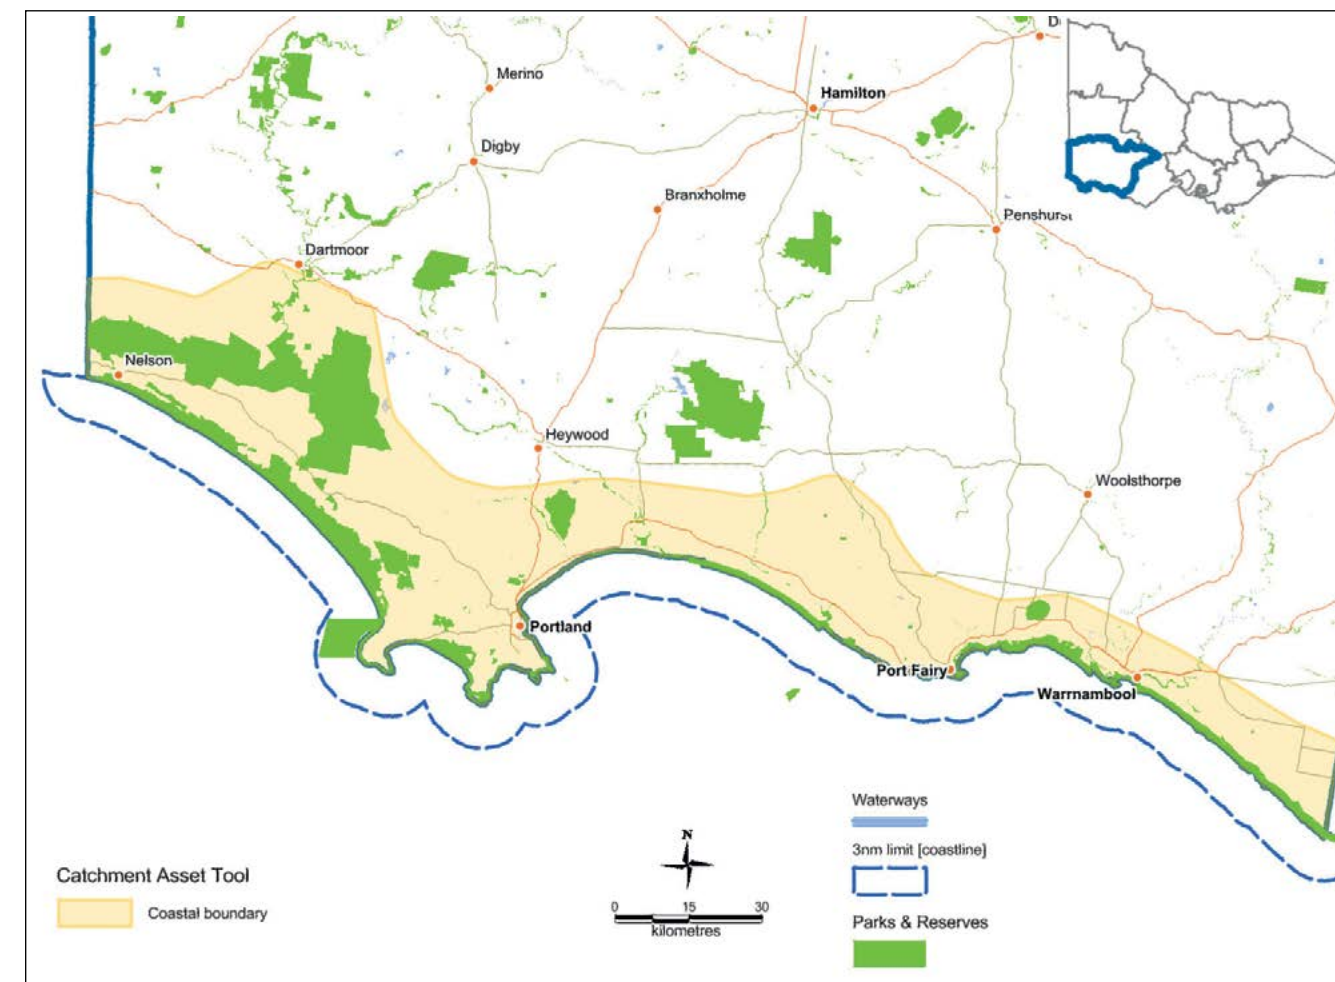 Merino
Hamilton
Digby
Branxholme
Penshurst
Dartmoor
Nelson
Heywood
Woolsthorpe
Portland
Port Fairy
Warrnambool
Waterways
3nm limit [coastline]
N
Catchment Asset Tool
Coastal boundary
0 15 30
kilometres
Parks & Reserves